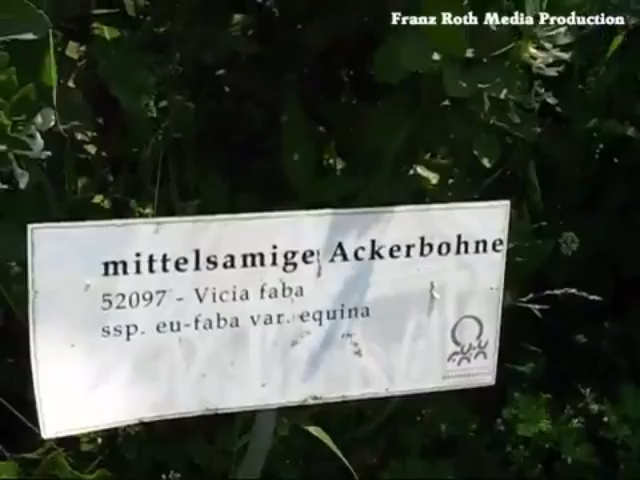 Franz Roth Media Production
mittelsamige Ackerbohne
52097 - Vicia faba
ssp. eu-faba var. equina